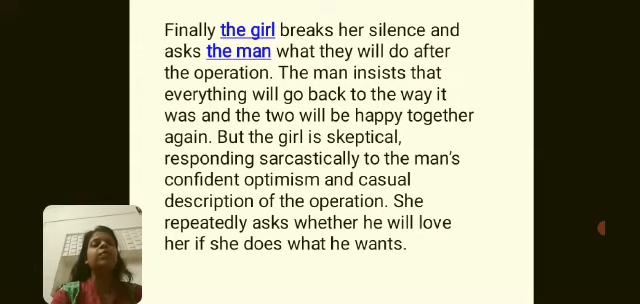 Finally the girl breaks her silence and
asks the man what they will do after
the operation. The man insists that
everything will go back to the way it
was and the two will be happy together
again. But the girl is skeptical,
responding sarcastically to the man's
confident optimism and casual
description of the operation. She
repeatedly asks whether he will love
her if she does what he wants.